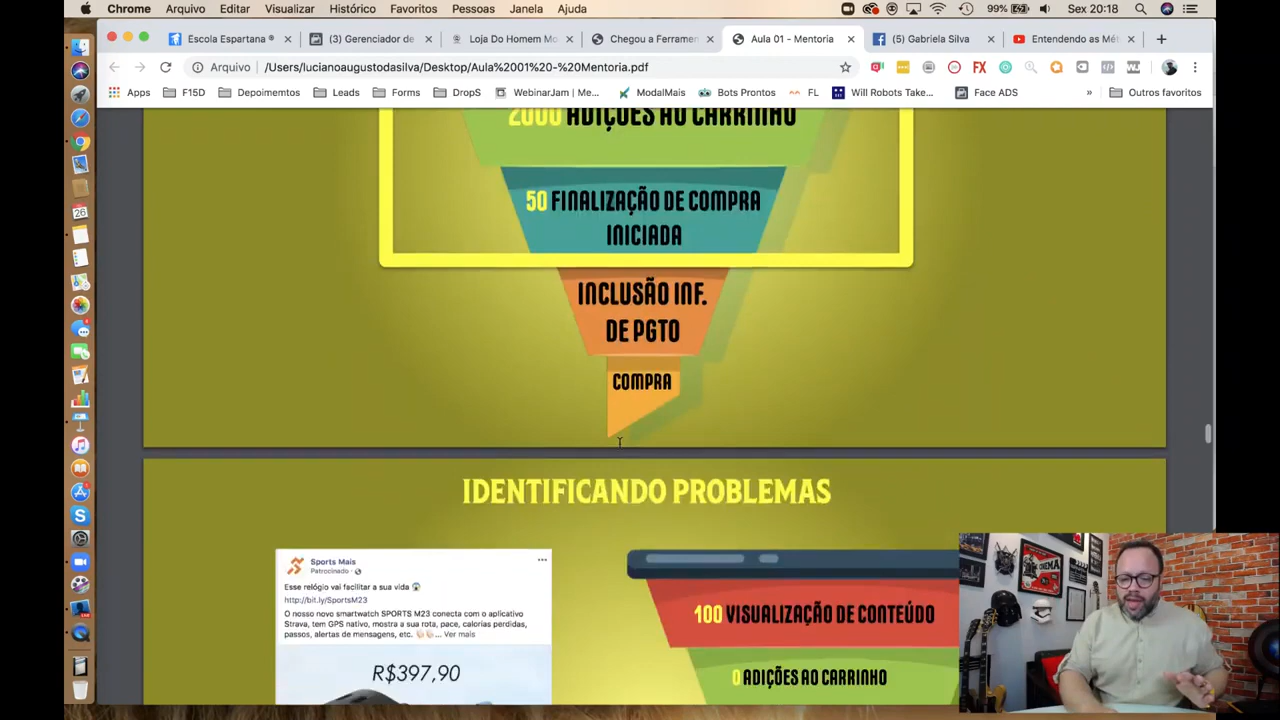 Chrome Arquivo Editar Visualizar Histórico Favoritos Pessoas Janela Ajuda 99% Sex 20:18
Escola Espartana ® (3) Gerenciador de Loja Do Homem Mo Chegou a Ferramen Aula 01 - Mentoria (5) Gabriela Silva Entendendo as Mét
Arquivo /Users/lucianoaugustodasilva/Desktop/Aula%2001%20-%20Mentoria.pdf
Apps F15D Depoimemtos Leads Forms DropS WebinarJam | Me... ModalMais Bots Prontos FL Will Robots Take... Face ADS » Outros favoritos
2000 ADIÇÕES AO CARRINHO
50 FINALIZAÇÃO DE COMPRA
INICIADA
INCLUSÃO INF.
DE PGTO
COMPRA
IDENTIFICANDO PROBLEMAS
Sports Mais
Patrocinado
Esse relógio vai facilitar a sua vida
http://bit.ly/SportsM23
O nosso novo smartwatch SPORTS M23 conecta com o aplicativo
Strava, tem GPS nativo, mostra a sua rota, pace, calorias perdidas,
passos, alertas de mensagens, etc. ... Ver mais
R$397,90
100 VISUALIZAÇÃO DE CONTEÚDO
0 ADIÇÕES AO CARRINHO